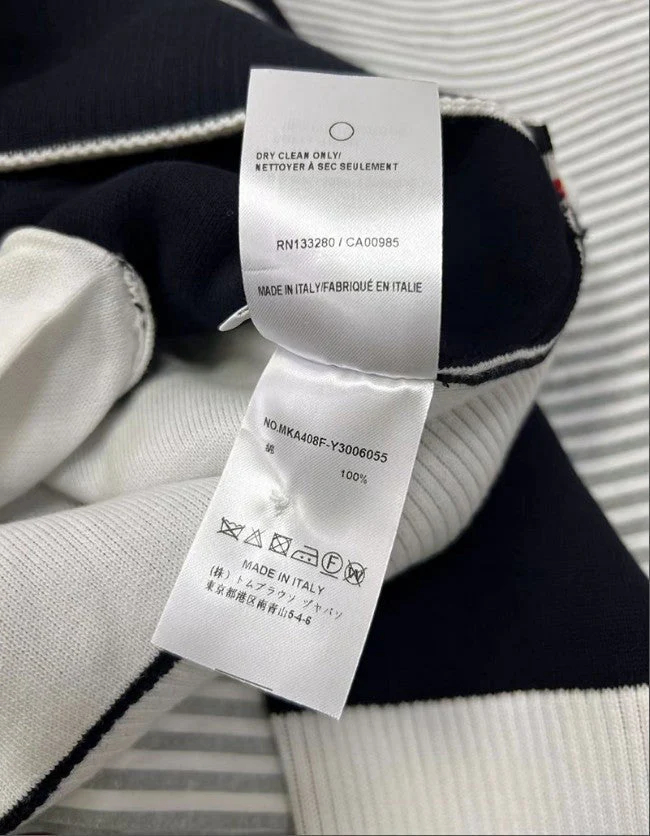 DRY CLEAN ONLY/
NETTOYER À SEC SEULEMENT
RN133280 / CA00985
MADE IN ITALY/FABRIQUÉ EN ITALIE
NO.MKA408F-Y3006055
綿 100%
F W
MADE IN ITALY
(株) トムブラウン ジャパン
東京都港区南青山5-4-6